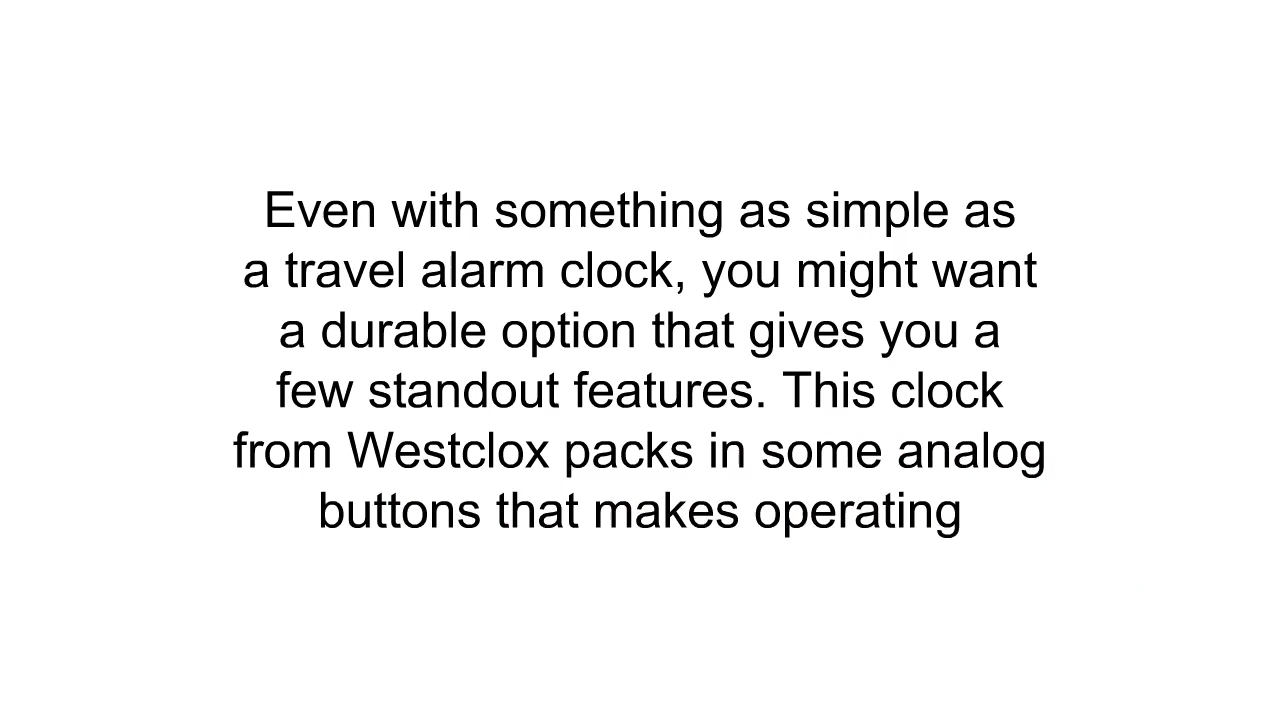 Even with something as simple as
a travel alarm clock, you might want
a durable option that gives you a
few standout features. This clock
from Westclox packs in some analog
buttons that makes operating